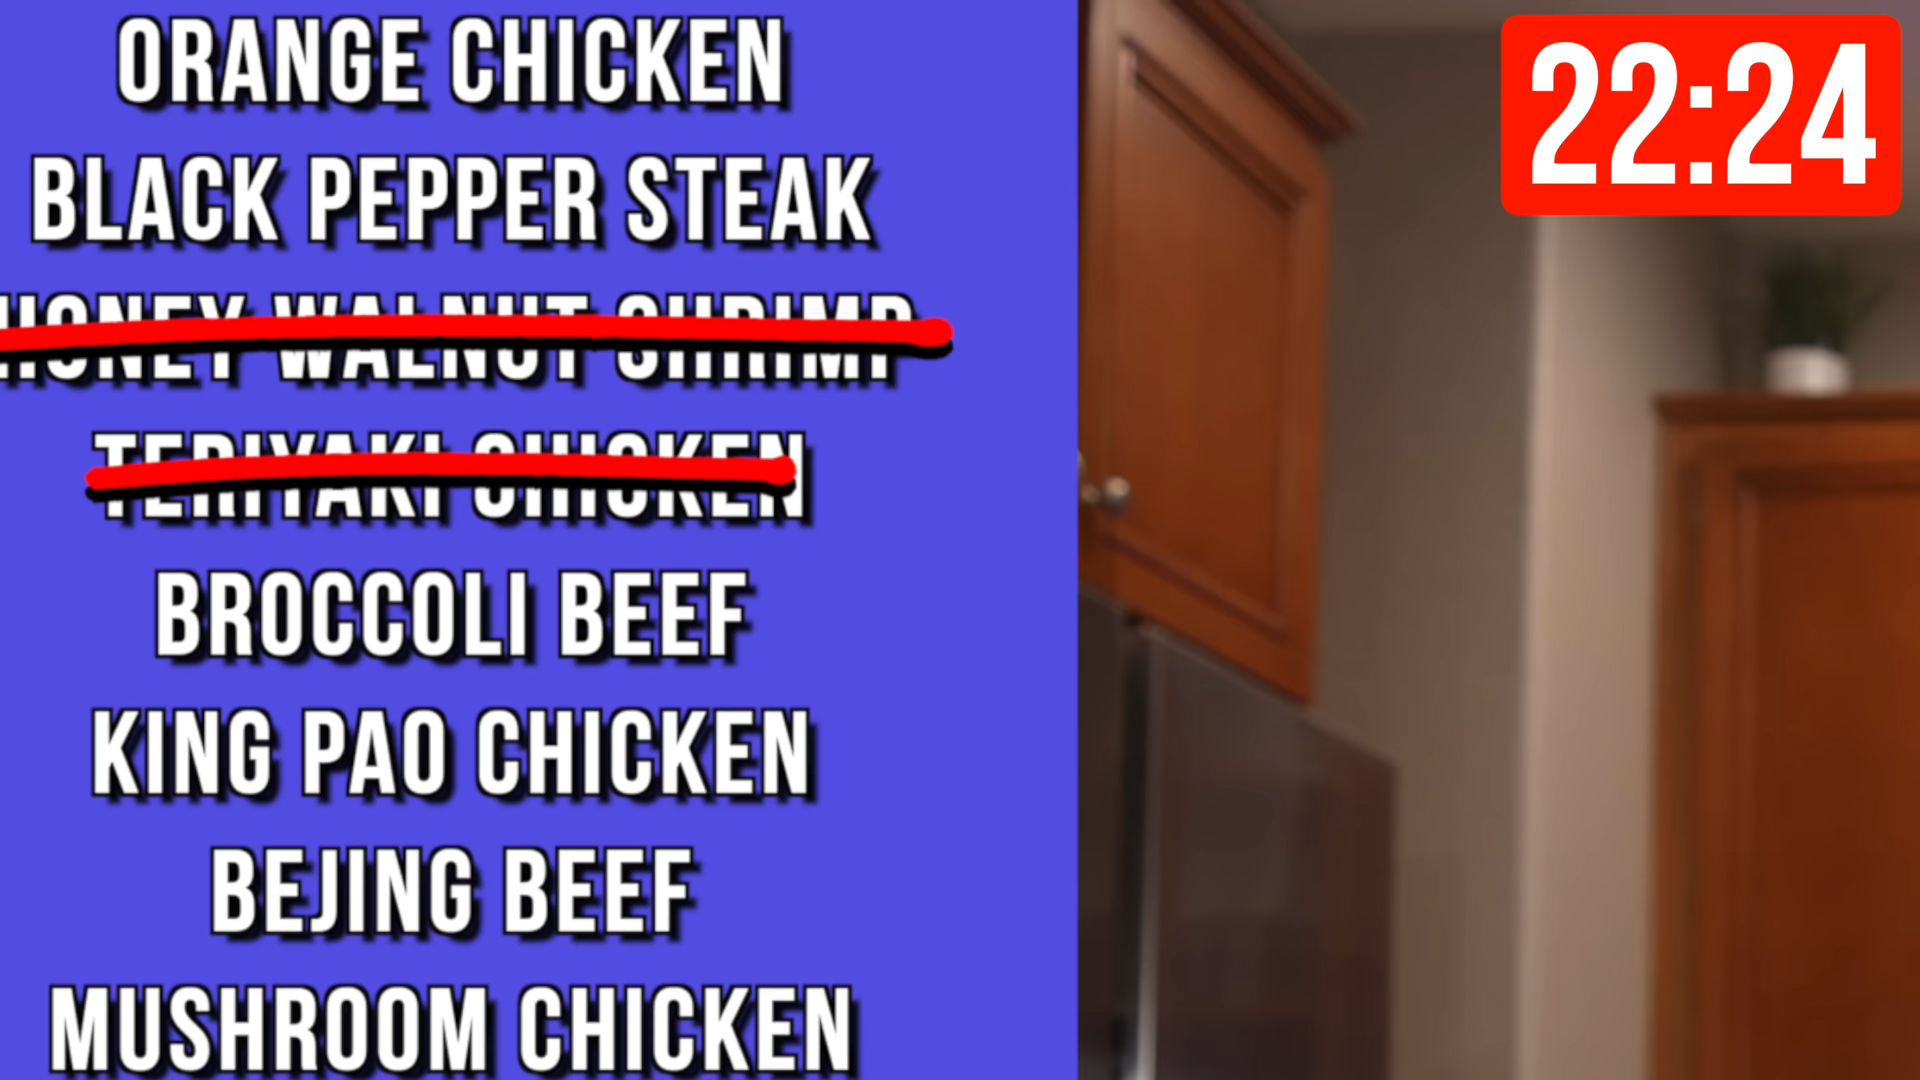 ORANGE CHICKEN
22:24
BLACK PEPPER STEAK
HONEY WALNUT SHRIMP
TERIYAKI CHICKEN
BROCCOLI BEEF
KING PAO CHICKEN
BEJING BEEF
MUSHROOM CHICKEN